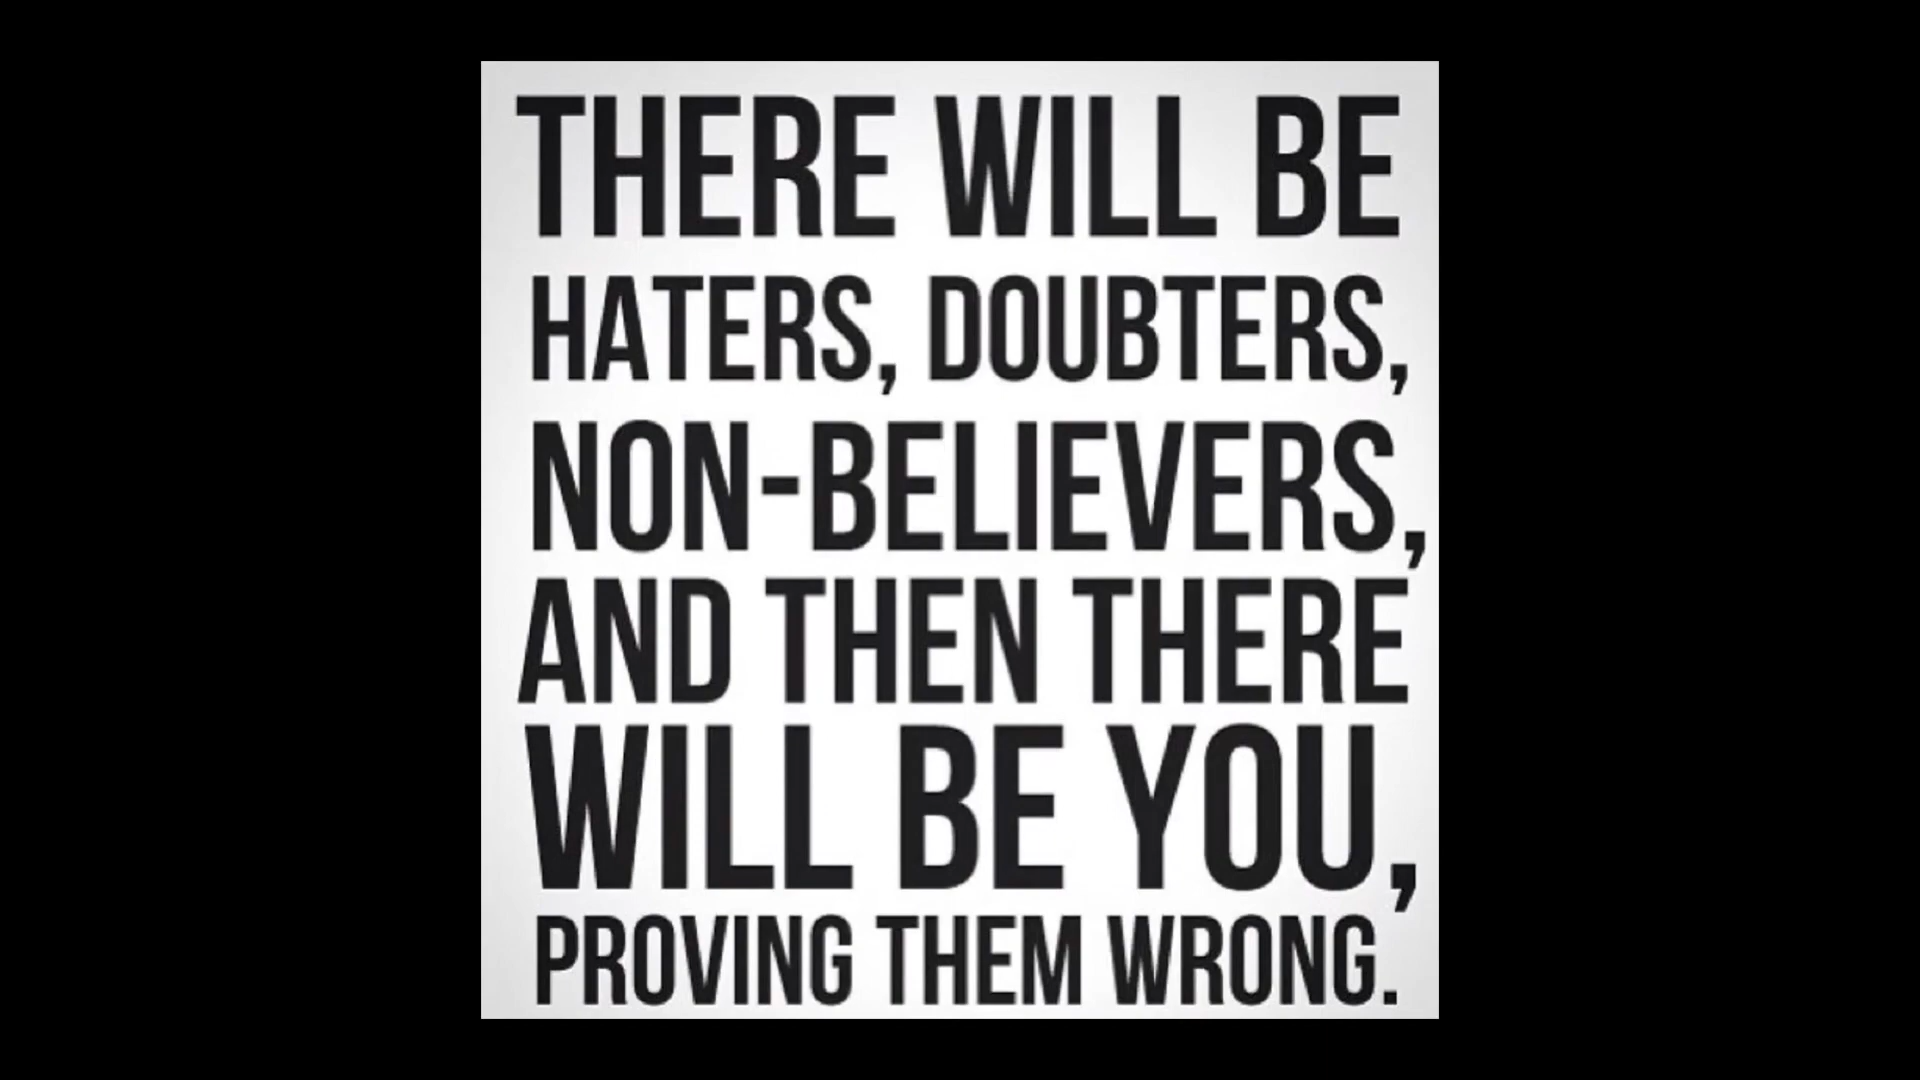 THERE WILL BE
HATERS, DOUBTERS,
NON-BELIEVERS,
AND THEN THERE
WILL BE YOU,
PROVING THEM WRONG.